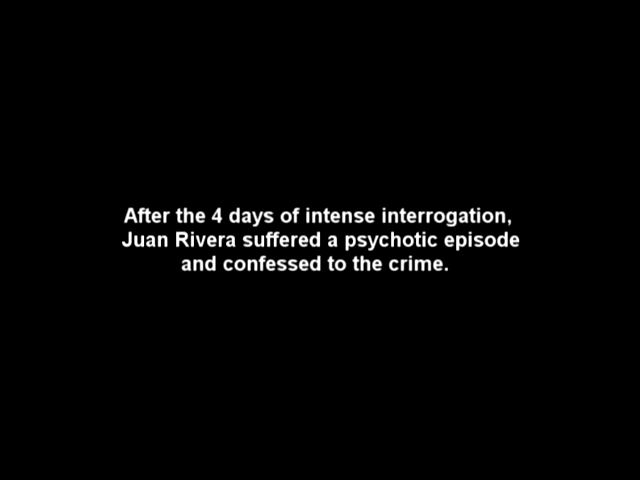 After the 4 days of intense interrogation,
Juan Rivera suffered a psychotic episode
and confessed to the crime.